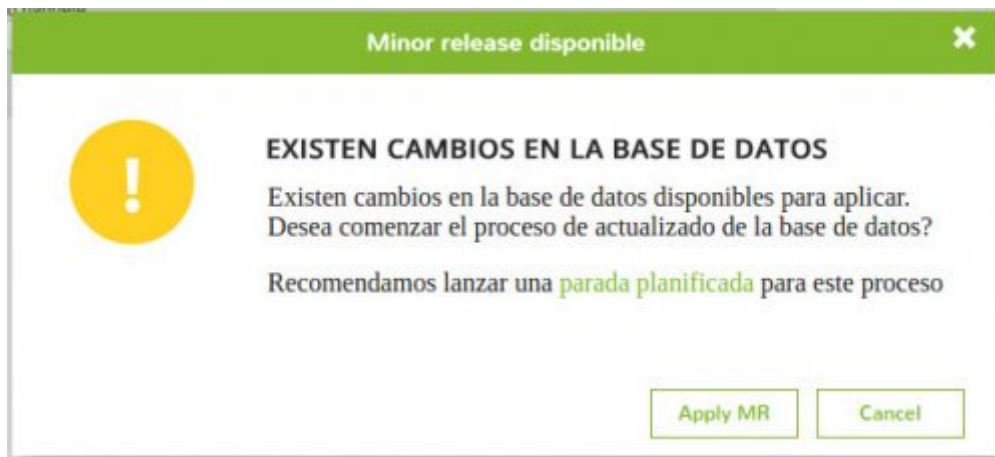 Minor release disponible
EXISTEN CAMBIOS EN LA BASE DE DATOS
Existen cambios en la base de datos disponibles para aplicar.
Desea comenzar el proceso de actualizado de la base de datos?
Recomendamos lanzar una parada planificada para este proceso
Apply MR
Cancel